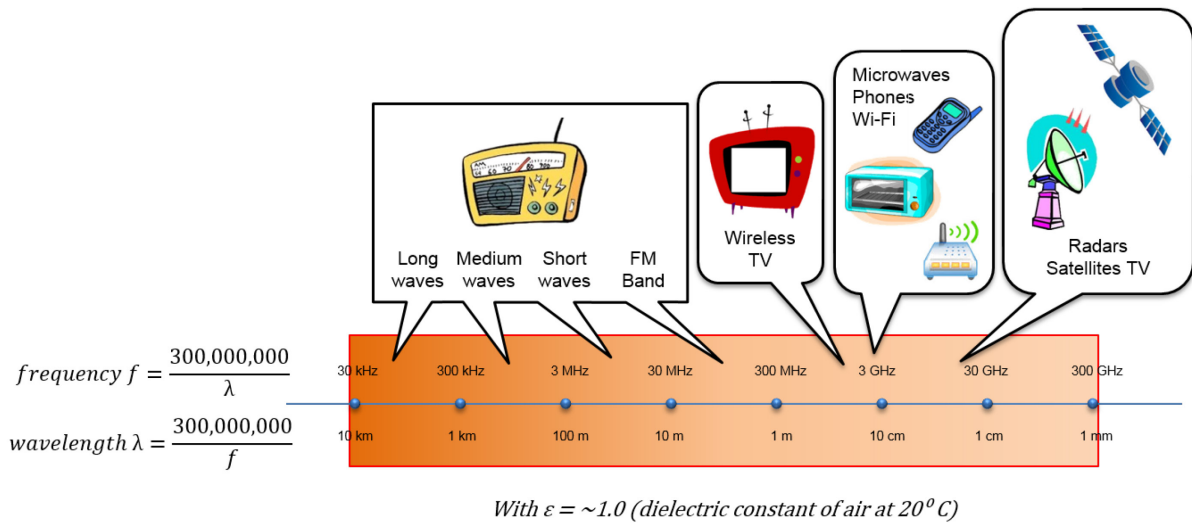 Microwaves
Phones
Wi-Fi
Wireless
TV
Radars
Satellites TV
Long
waves
Medium
waves
Short
waves
FM
Band
frequency f = 300,000,000 / λ
30 kHz 300 kHz 3 MHz 30 MHz 300 MHz 3 GHz 30 GHz 300 GHz
wavelength λ = 300,000,000 / f
10 km 1 km 100 m 10 m 1 m 10 cm 1 cm 1 mm
With ε = ~1.0 (dielectric constant of air at 20⁰ C)